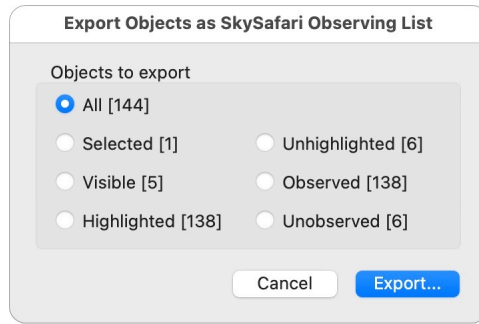 Export Objects as SkySafari Observing List
Objects to export
All [144]
Selected [1]
Unhighlighted [6]
Visible [5]
Observed [138]
Highlighted [138]
Unobserved [6]
Cancel
Export...